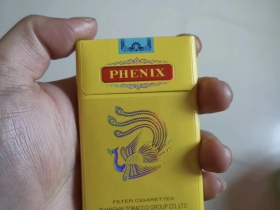 PHENIX
FILTER CIGARETTES
TOBACCO GROUP CO.,LTD